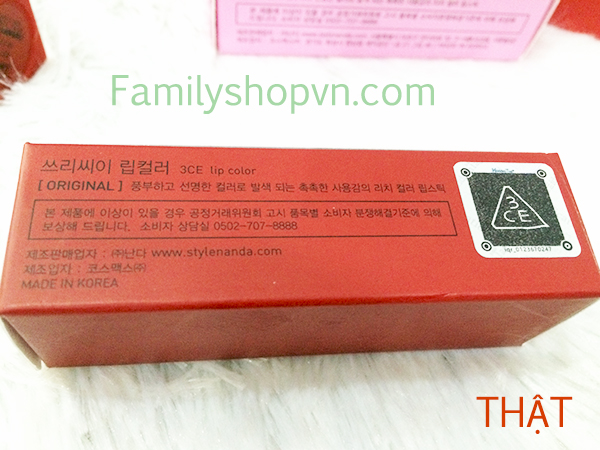 Familyshopvn.com
쓰리씨이 립컬러 3CE lip color
[ ORIGINAL ] 풍부하고 선명한 컬러로 발색 되는 촉촉한 사용감의 리치 컬러 립스틱
본 제품에 이상이 있을 경우 공정거래위원회 고시 품목별 소비자 분쟁해결기준에 의해
보상해 드립니다. 소비자 상담실 0502-707-8888
제조판매업자 : ㈜난다 www.stylenanda.com
제조업자 : 코스맥스㈜
MADE IN KOREA
HiddenTag
3
CE
THẬT